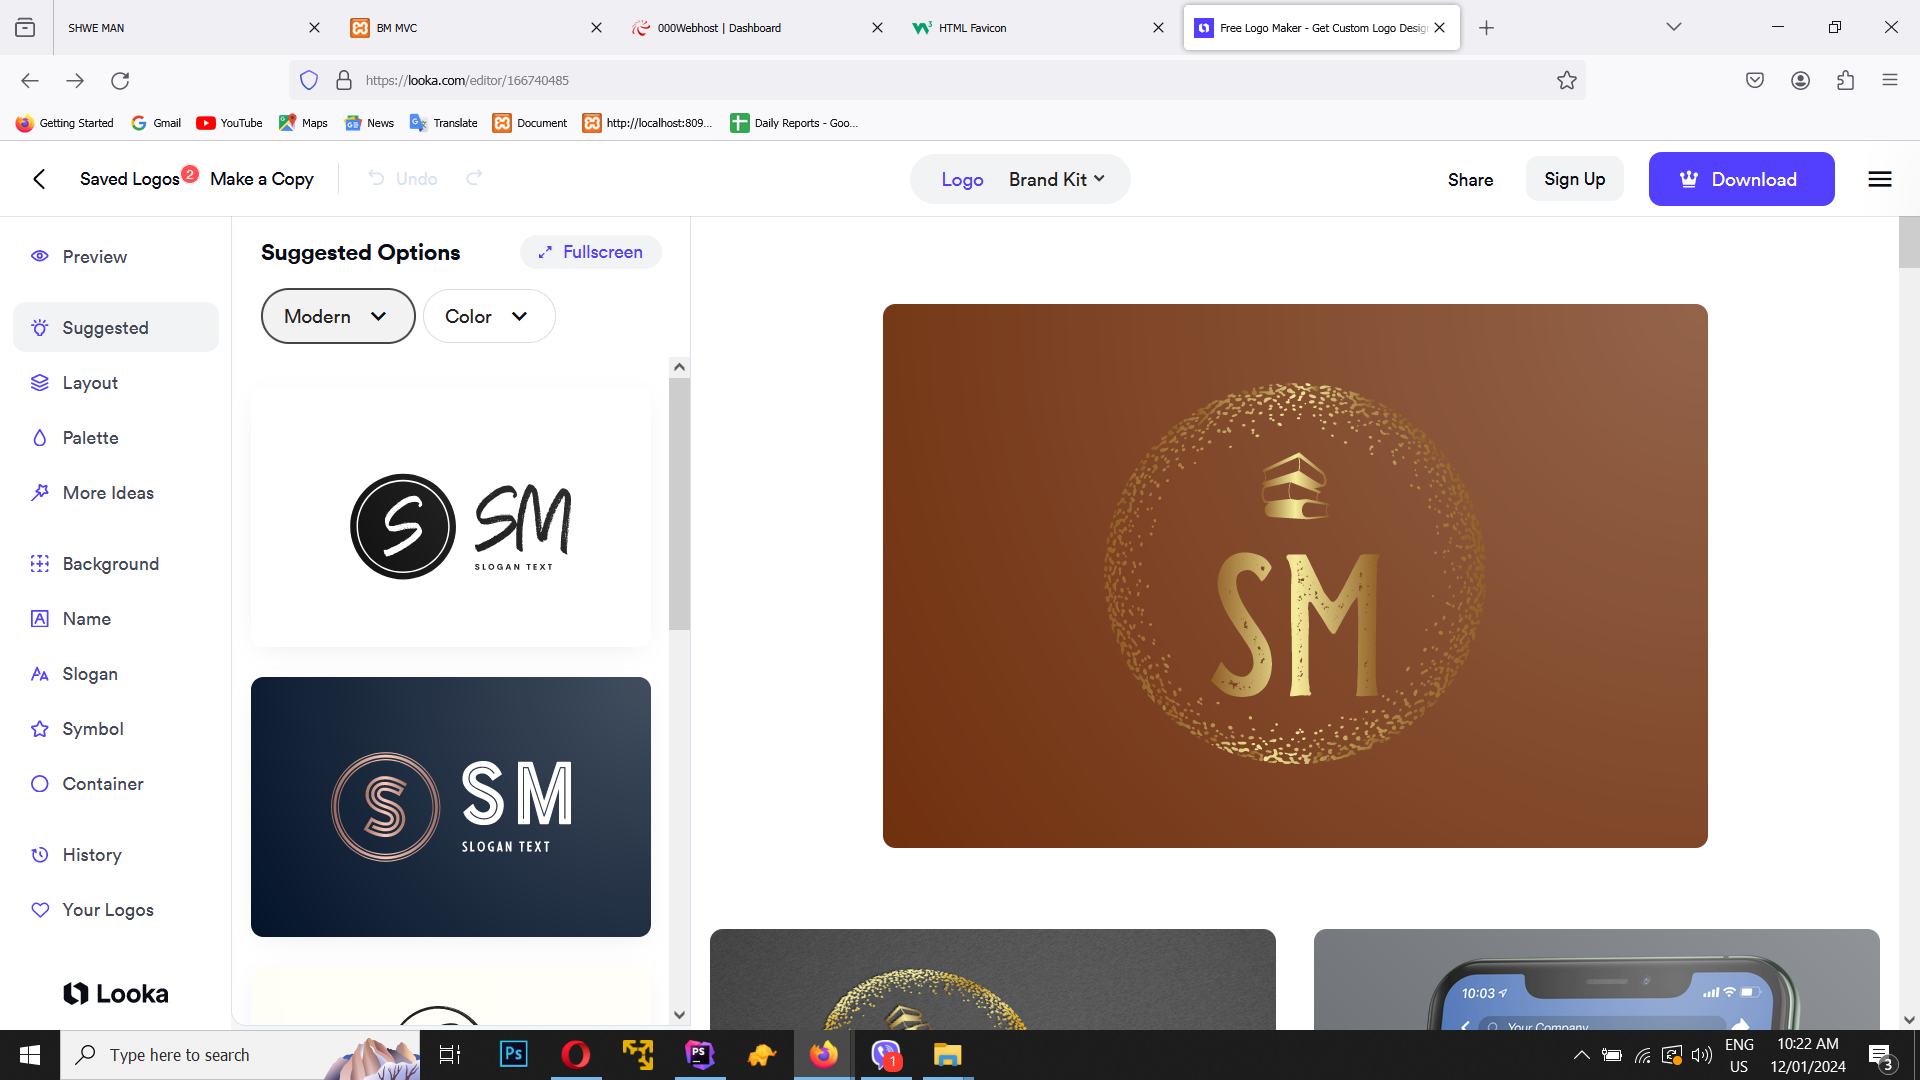 SHWE MAN
BM MVC
000Webhost | Dashboard
HTML Favicon
Free Logo Maker - Get Custom Logo Design
https://looka.com/editor/166740485
Getting Started
Gmail
YouTube
Maps
News
Translate
Document
http://localhost:809...
Daily Reports - Goo...
Saved Logos 2
Make a Copy
Undo
Logo
Brand Kit
Share
Sign Up
Download
Preview
Suggested
Layout
Palette
More Ideas
Background
Name
Slogan
Symbol
Container
History
Your Logos
Looka
Suggested Options
Fullscreen
Modern
Color
S SM
SLOGAN TEXT
S SM
SLOGAN TEXT
SM
10:03
Your Company
Type here to search
Ps
PS
1
ENG
US
10:22 AM
12/01/2024
3